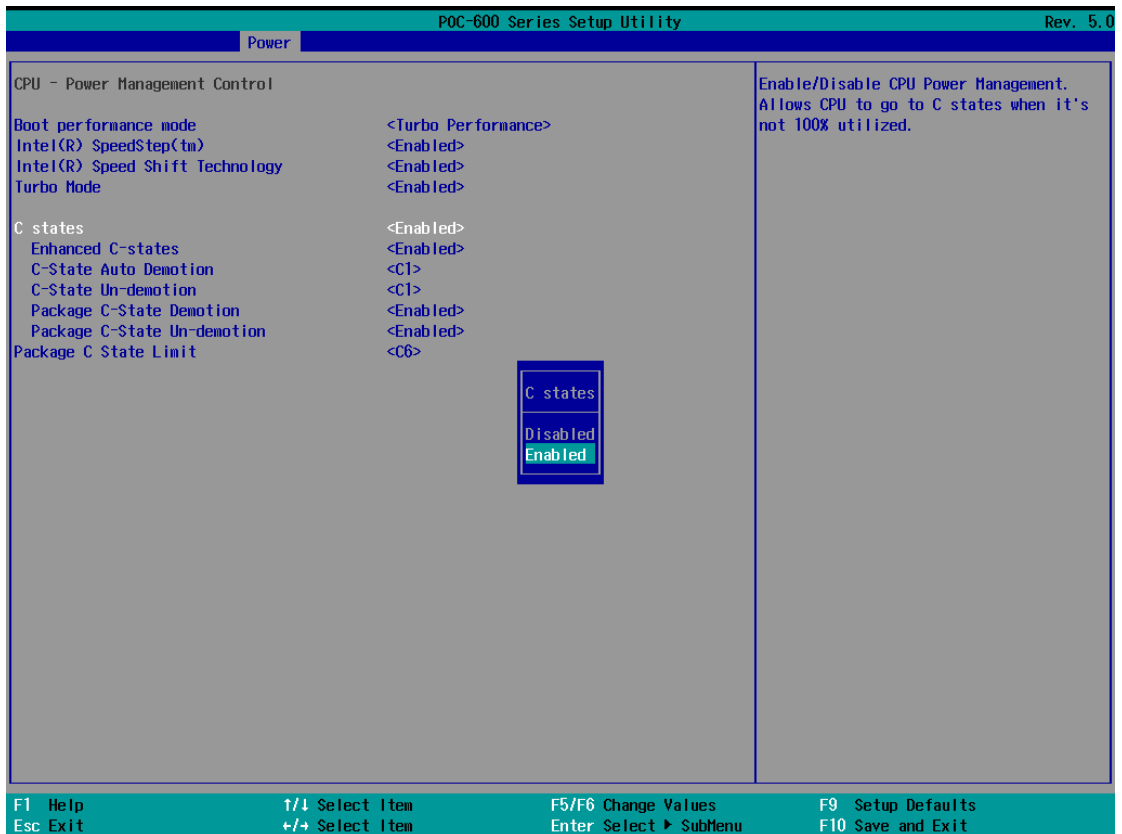 POC-600 Series Setup Utility Rev. 5.0
Power
CPU - Power Management Control
Boot performance mode <Turbo Performance>
Intel(R) SpeedStep(tm) <Enabled>
Intel(R) Speed Shift Technology <Enabled>
Turbo Mode <Enabled>
C states <Enabled>
Enhanced C-states <Enabled>
C-State Auto Demotion <C1>
C-State Un-demotion <C1>
Package C-State Demotion <Enabled>
Package C-State Un-demotion <Enabled>
Package C State Limit <C6>
C states
Disabled
Enabled
Enable/Disable CPU Power Management.
Allows CPU to go to C states when it's
not 100% utilized.
F1 Help ↑/↓ Select Item F5/F6 Change Values F9 Setup Defaults
Esc Exit ←/→ Select Item Enter Select ▶ SubMenu F10 Save and Exit